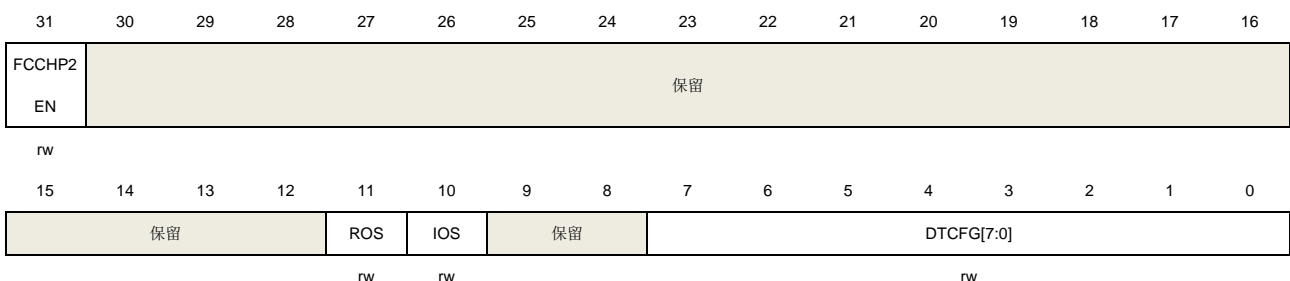 31 30 29 28 27 26 25 24 23 22 21 20 19 18 17 16
FCCHP2
EN
保留
rw
15 14 13 12 11 10 9 8 7 6 5 4 3 2 1 0
保留 ROS IOS 保留 DTCFG[7:0]
rw rw rw